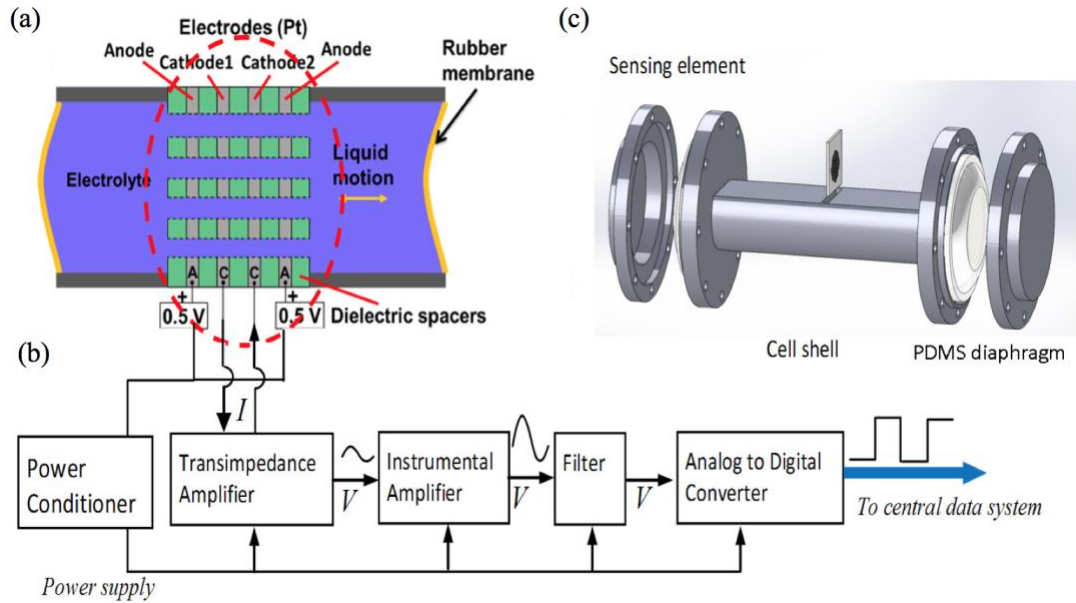 (a)
Electrodes (Pt)
Anode
Cathode1
Cathode2
Anode
Rubber
membrane
Electrolyte
Liquid
motion
A
C
C
A
+
0.5 V
+
0.5 V
Dielectric spacers
(c)
Sensing element
Cell shell
PDMS diaphragm
(b)
I
Power
Conditioner
Transimpedance
Amplifier
V
Instrumental
Amplifier
V
Filter
V
Analog to Digital
Converter
To central data system
Power supply